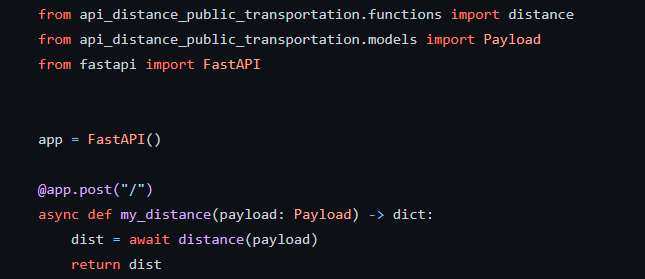 from api_distance_public_transportation.functions import distance
from api_distance_public_transportation.models import Payload
from fastapi import FastAPI
app = FastAPI()
@app.post("/")
async def my_distance(payload: Payload) -> dict:
    dist = await distance(payload)
    return dist